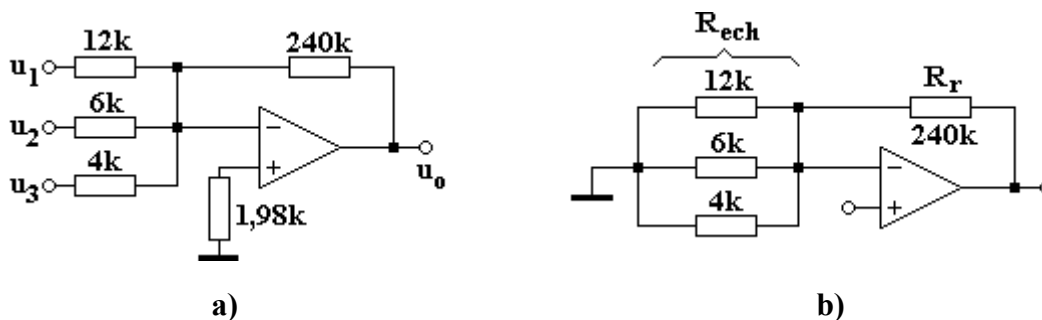 12k
240k
u1
6k
u2
4k
u3
−
+
1,98k
uo
a)
Rech
12k
Rr
240k
6k
4k
−
+
b)